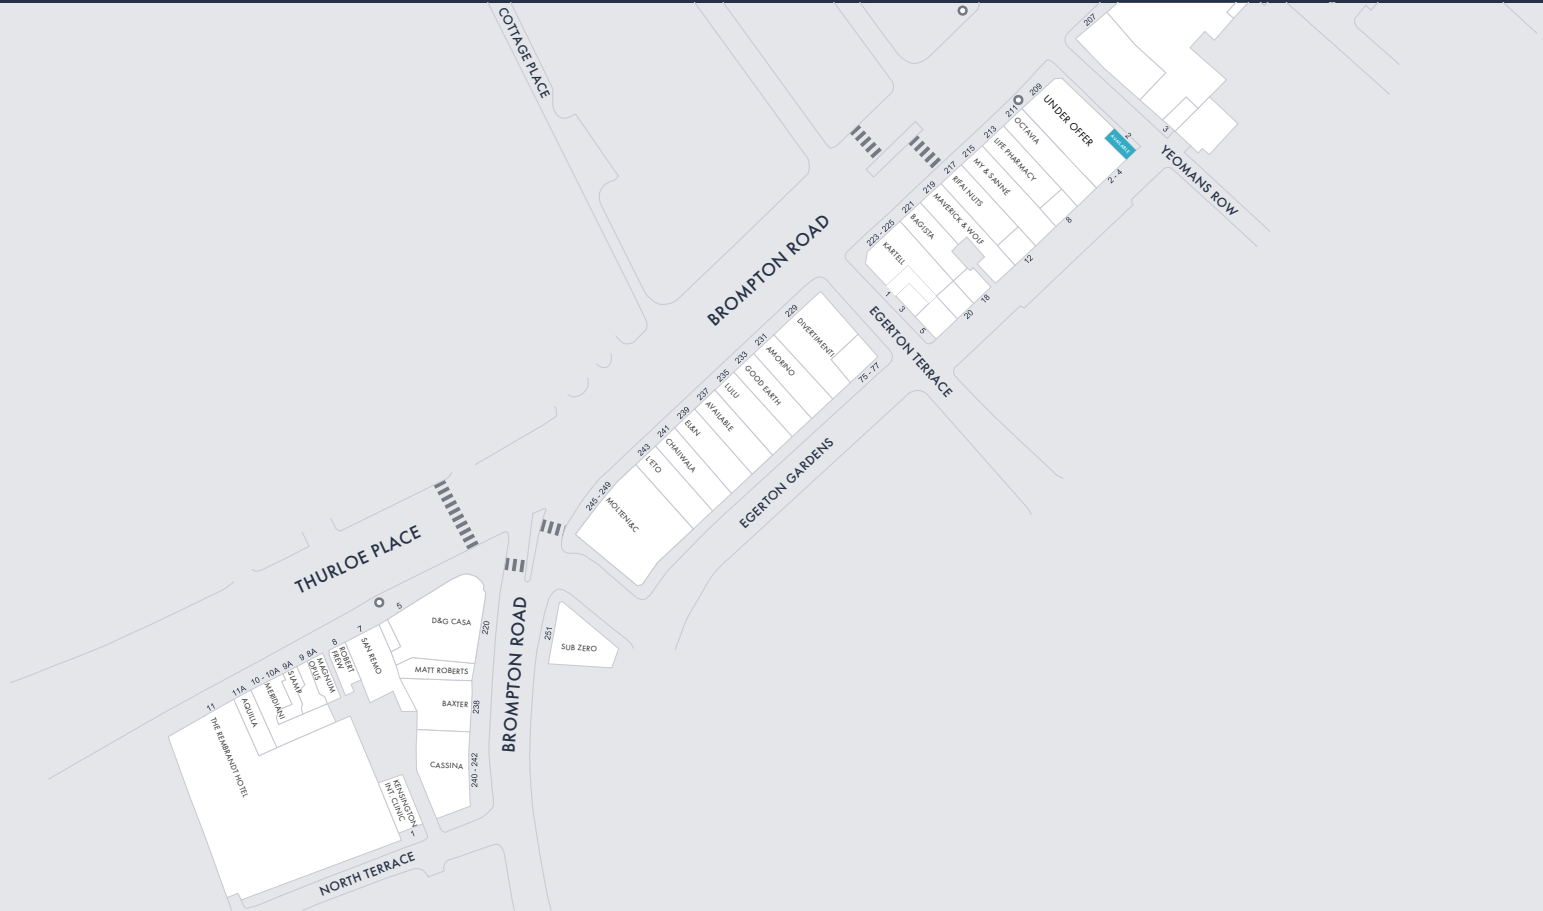 COTTAGE PLACE
207
209
UNDER OFFER
2
AVAILABLE
3
YEOMANS ROW
2 - 4
211
OCTAVIA
213
LIFE PHARMACY
215
MY & SANNÉ
8
217
RIFAI NUTS
219
MAVERICK & WOLF
12
221
BAGISTA
223 - 225
KARTELL
18
20
1
3
5
BROMPTON ROAD
EGERTON TERRACE
229
DIVERTIMENTI
75 - 77
231
AMORINO
233
GOOD EARTH
235
LULU
237
AVAILABLE
239
EL&N
241
CHAIIWALA
243
L'ETO
245 - 249
MOLTENI&C
EGERTON GARDENS
THURLOE PLACE
5
D&G CASA
220
MATT ROBERTS
BAXTER
238
CASSINA
240 - 242
BROMPTON ROAD
251
SUB ZERO
7
SAN REMO
8
ROBERT
FREW
8A
9
MAGNUM
OPUS
9A
STAMP
10 - 10A
MERIDIANI
11A
AQUILLA
11
THE REMBRANDT HOTEL
KENSINGTON
INT. CLINIC
1
NORTH TERRACE